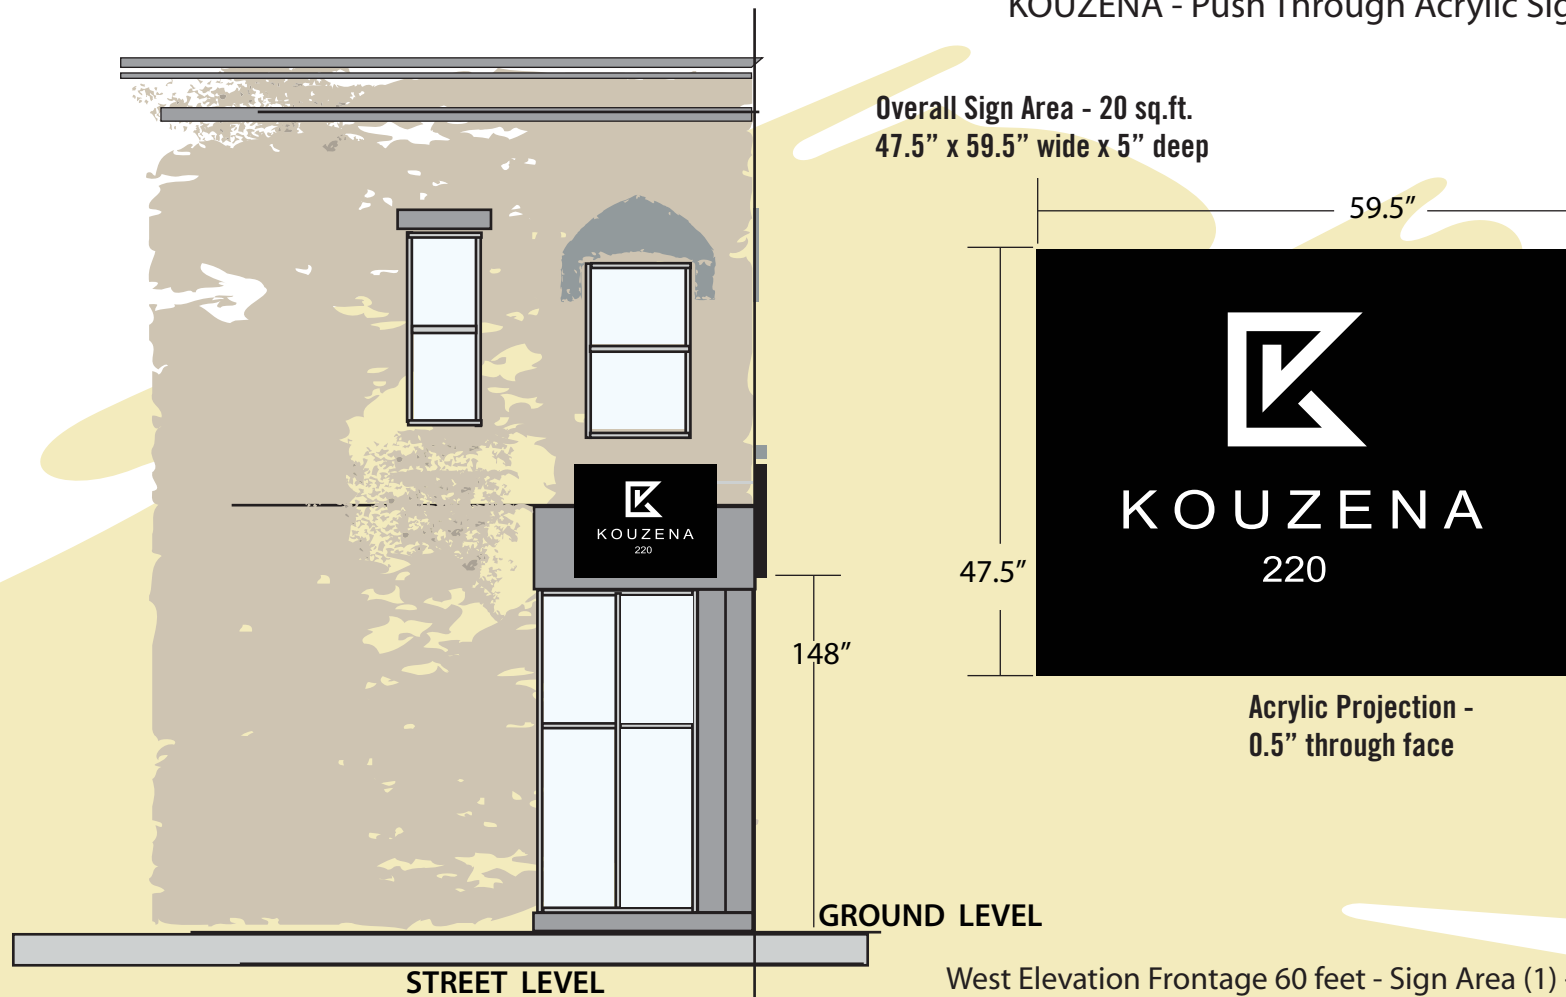 KOUZENA - Push Through Acrylic Sig
Overall Sign Area - 20 sq.ft.
47.5” x 59.5” wide x 5” deep
59.5”
KOUZENA
220
47.5”
KOUZENA
220
148”
Acrylic Projection -
0.5” through face
GROUND LEVEL
STREET LEVEL
West Elevation Frontage 60 feet - Sign Area (1) -